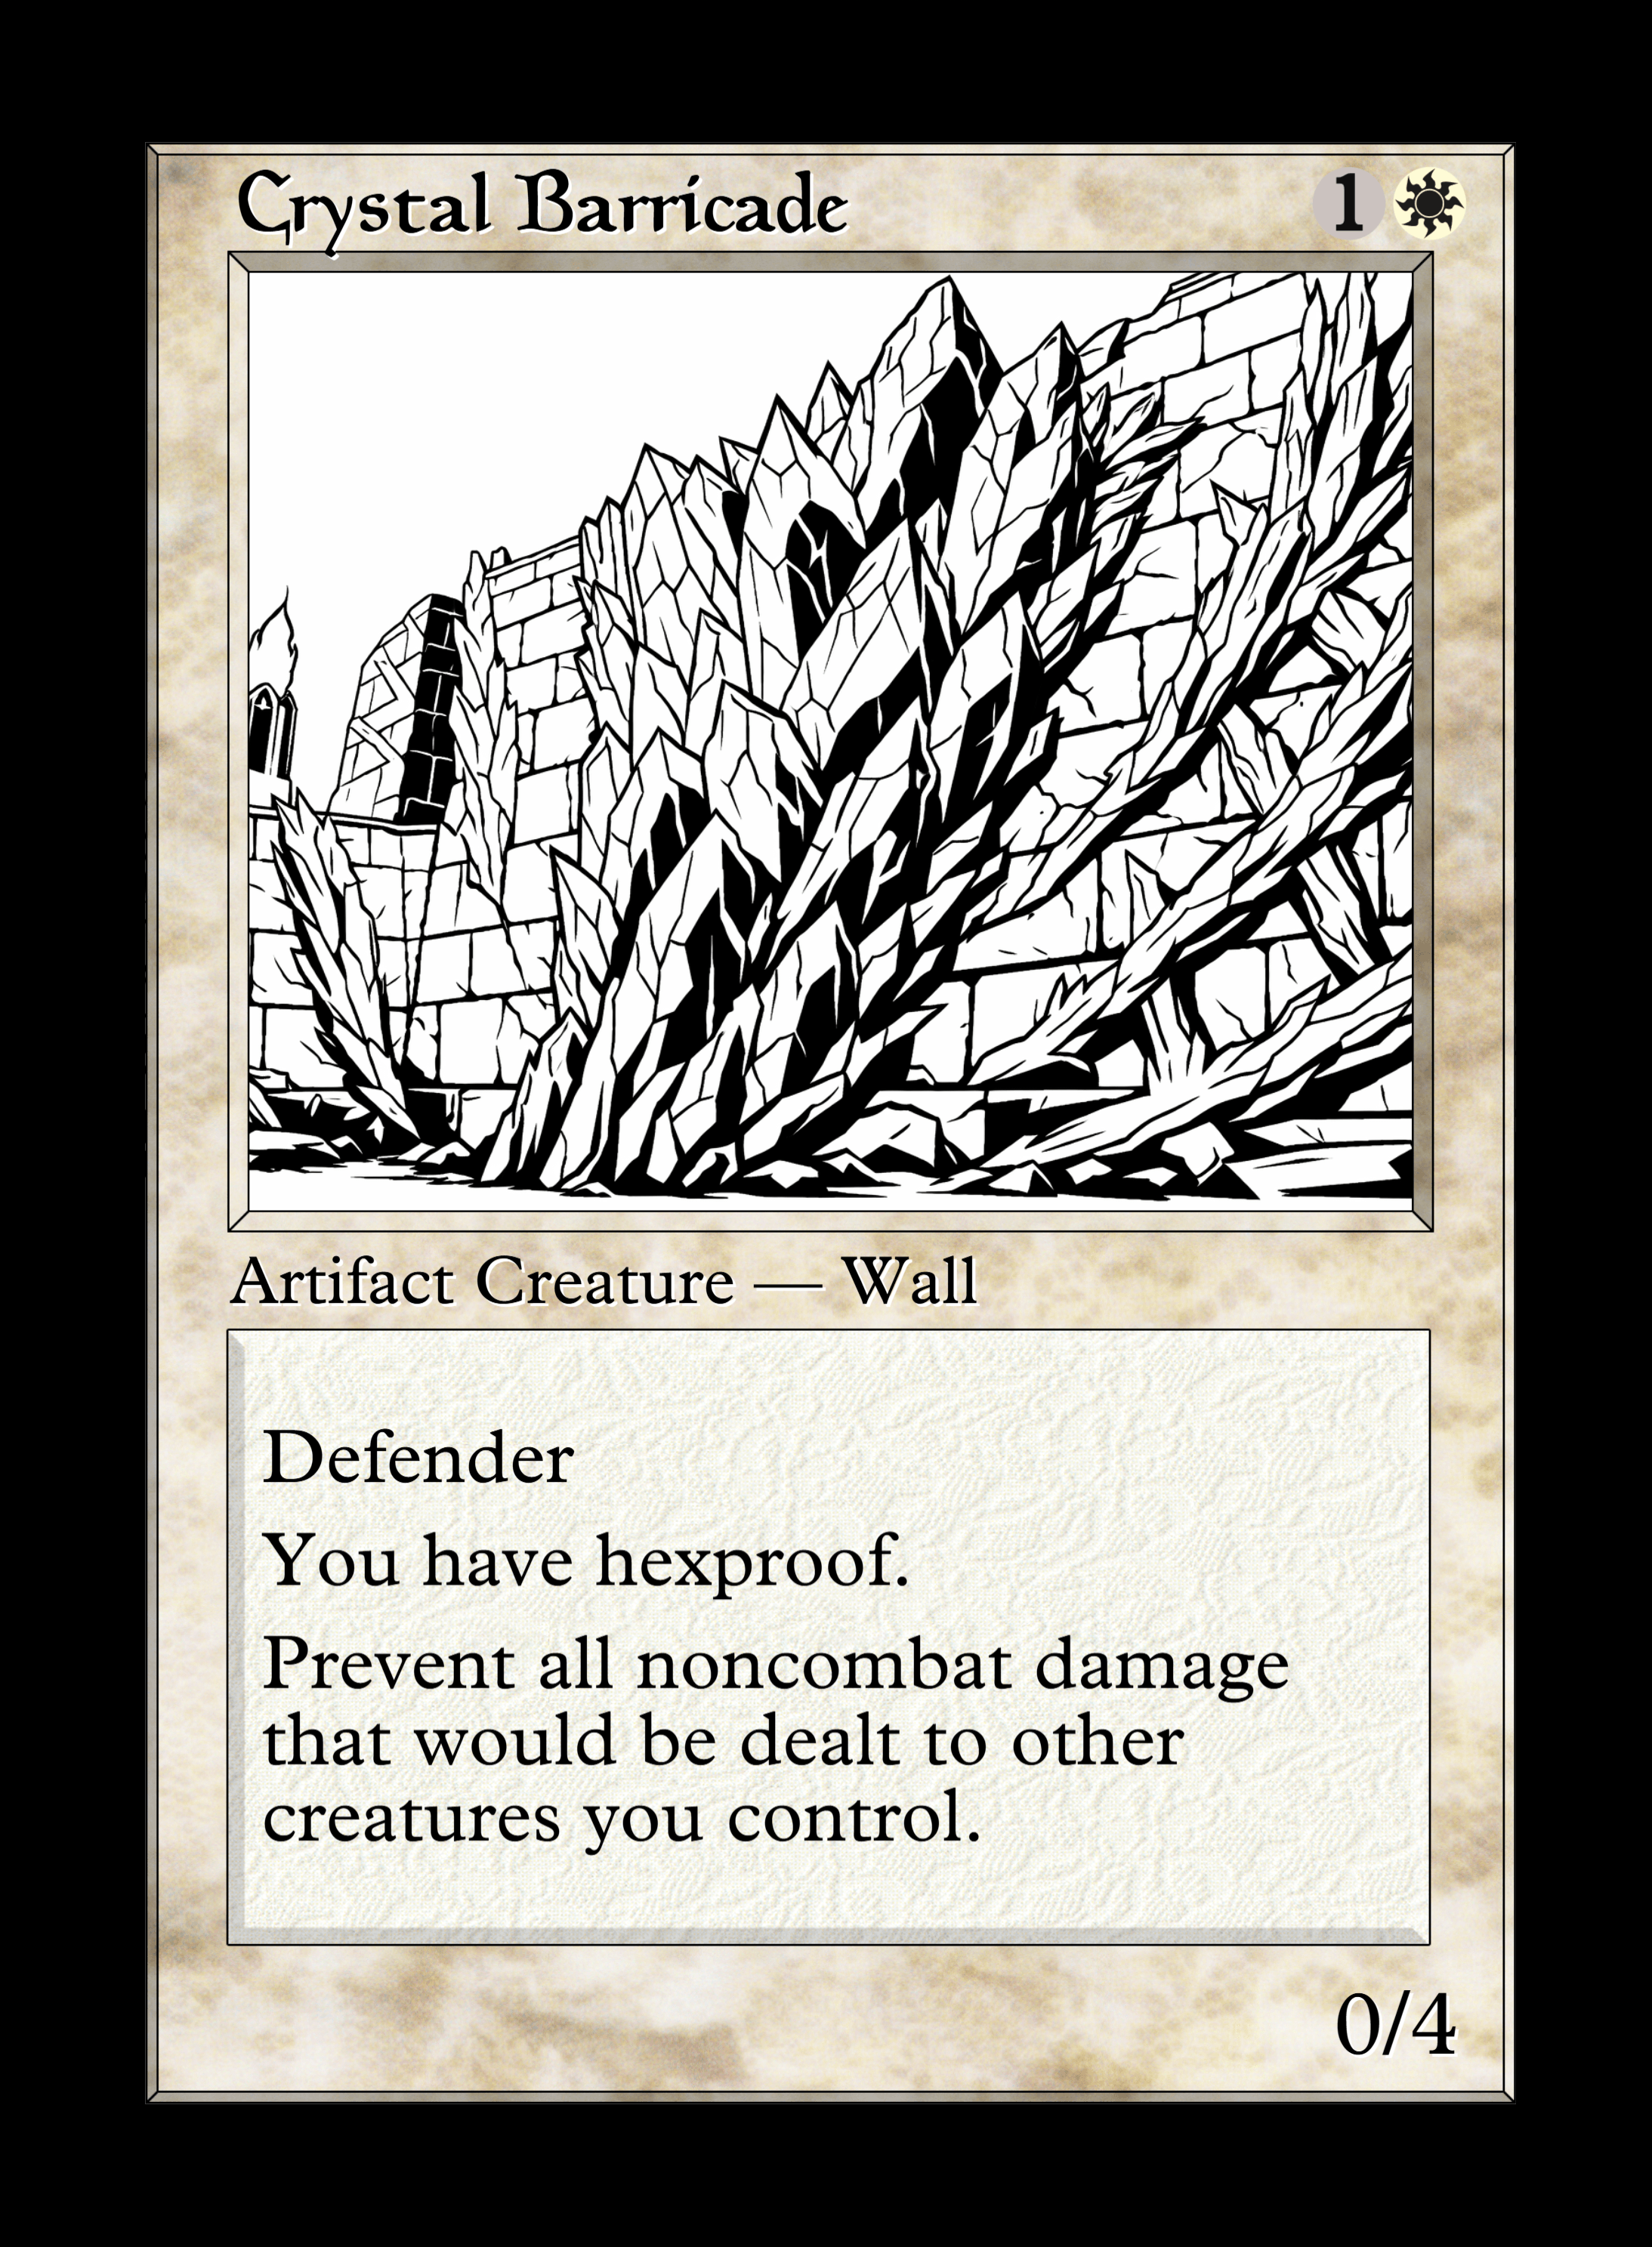 Crystal Barricade 1
Artifact Creature — Wall
Defender
You have hexproof.
Prevent all noncombat damage
that would be dealt to other
creatures you control.
0/4